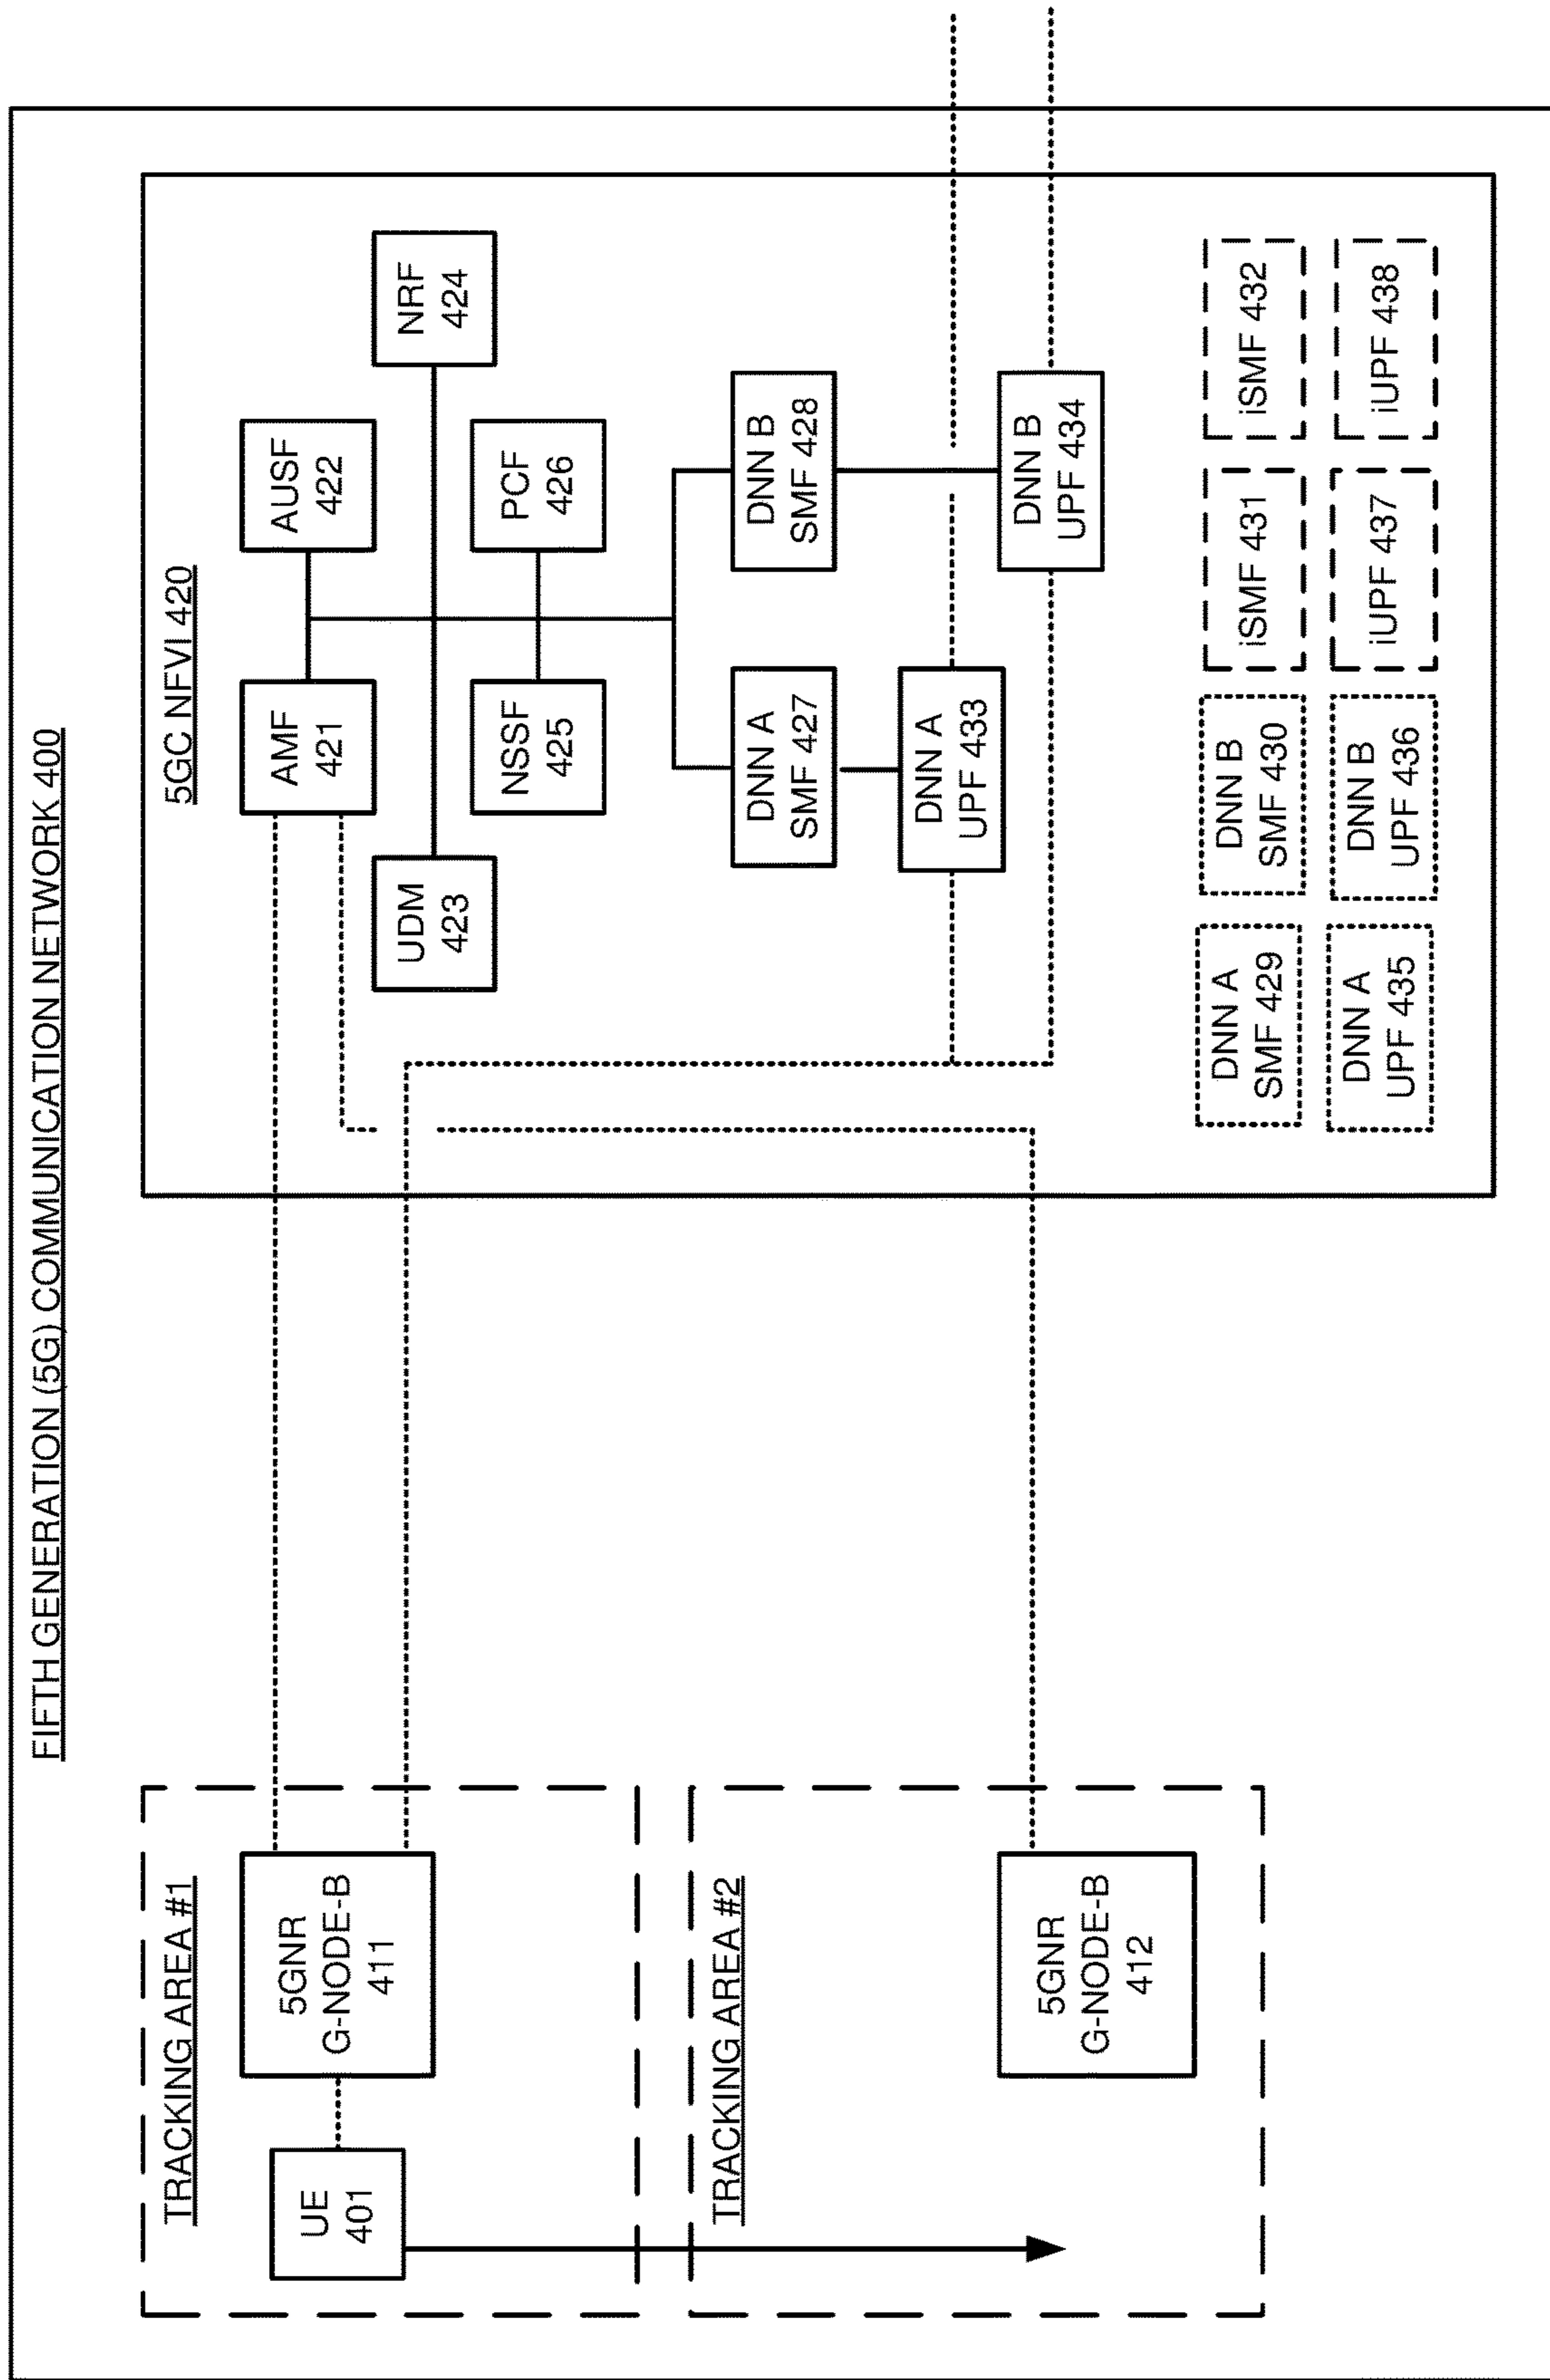 FIFTH GENERATION (5G) COMMUNICATION NETWORK 400
TRACKING AREA #1
UE
401
5GNR
G-NODE-B
411
TRACKING AREA #2
5GNR
G-NODE-B
412
5GC NFVI 420
AMF
421
AUSF
422
UDM
423
NRF
424
NSSF
425
PCF
426
DNN A
SMF 427
DNN B
SMF 428
DNN A
UPF 433
DNN B
UPF 434
DNN A
SMF 429
DNN B
SMF 430
iSMF 431
iSMF 432
DNN A
UPF 435
DNN B
UPF 436
iUPF 437
iUPF 438